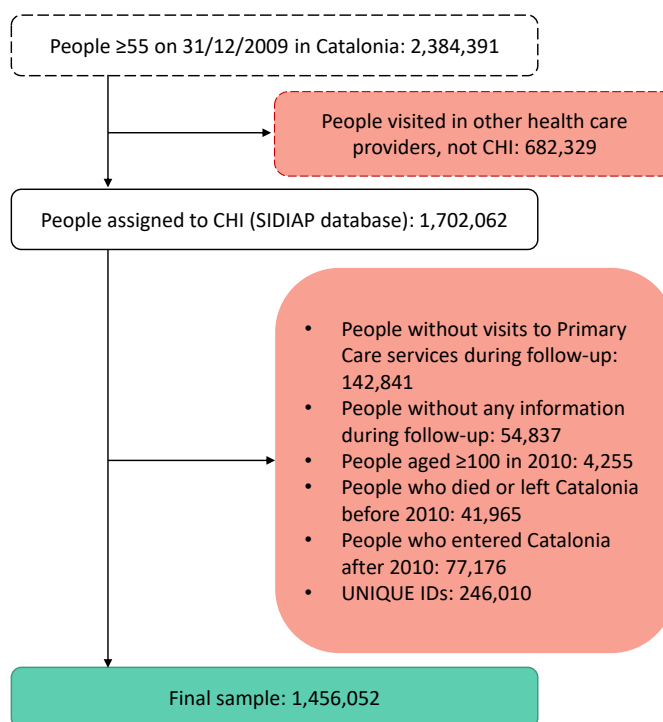 People ≥55 on 31/12/2009 in Catalonia: 2,384,391
People visited in other health care
providers, not CHI: 682,329
People assigned to CHI (SIDIAP database): 1,702,062
• People without visits to Primary
Care services during follow-up:
142,841
• People without any information
during follow-up: 54,837
• People aged ≥100 in 2010: 4,255
• People who died or left Catalonia
before 2010: 41,965
• People who entered Catalonia
after 2010: 77,176
• UNIQUE IDs: 246,010
Final sample: 1,456,052